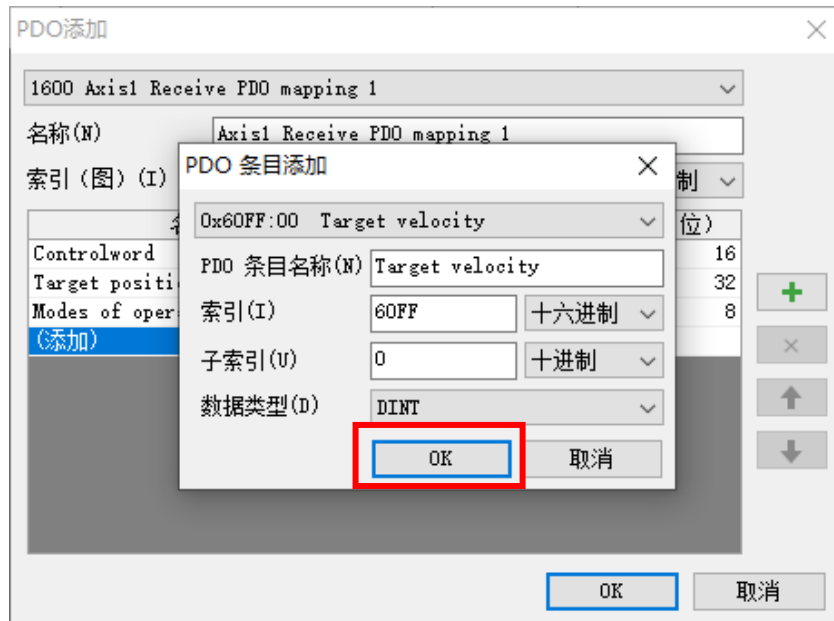 PDO添加
1600 Axis1 Receive PDO mapping 1
名称(N) Axis1 Receive PDO mapping 1
索引（图）(I) 制
位)
Controlword 16
Target positi 32
Modes of oper 8
(添加)
PDO 条目添加
0x60FF:00 Target velocity
PDO 条目名称(N) Target velocity
索引(I) 60FF 十六进制
子索引(U) 0 十进制
数据类型(D) DINT
OK 取消
OK 取消